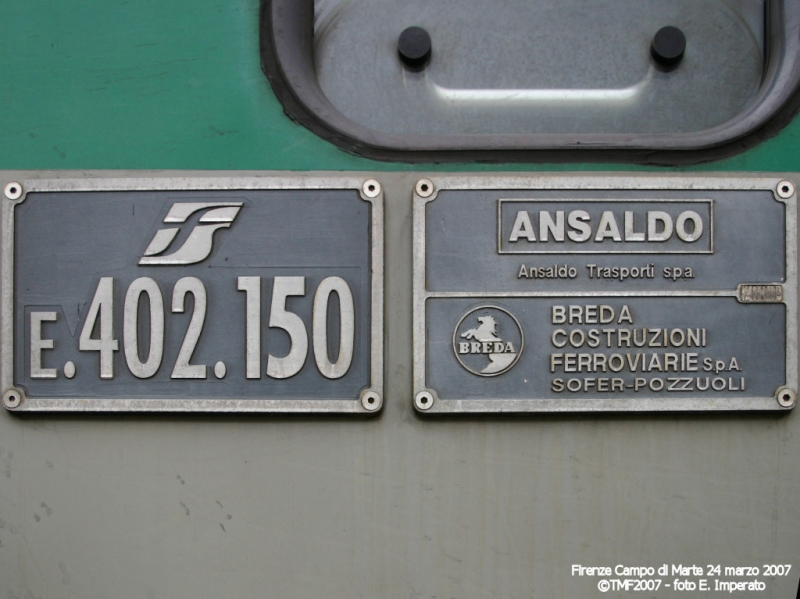 E.402.150
ANSALDO
Ansaldo Trasporti s.p.a.
BREDA
BREDA
COSTRUZIONI
FERROVIARIE S.p.A.
SOFER-POZZUOLI
Firenze Campo di Marte 24 marzo 2007
©TMF2007 - foto E. Imperato